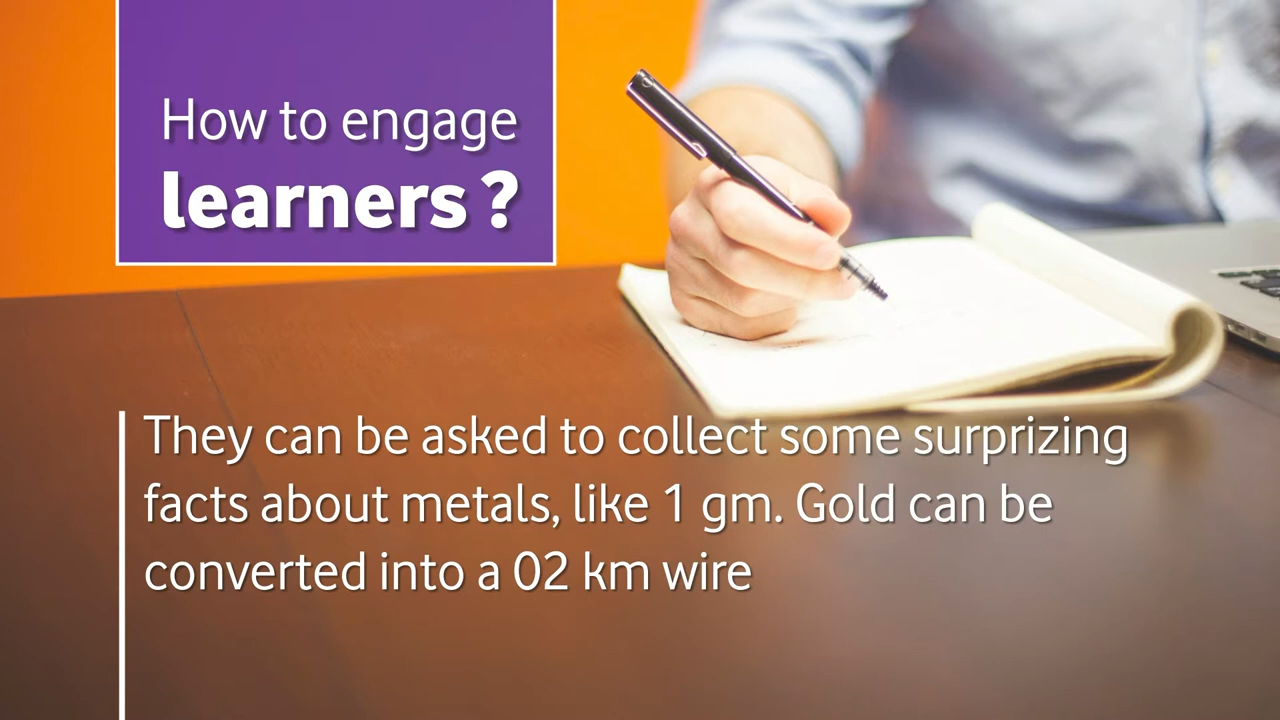 How to engage
learners ?
They can be asked to collect some surprizing
facts about metals, like 1 gm. Gold can be
converted into a 02 km wire